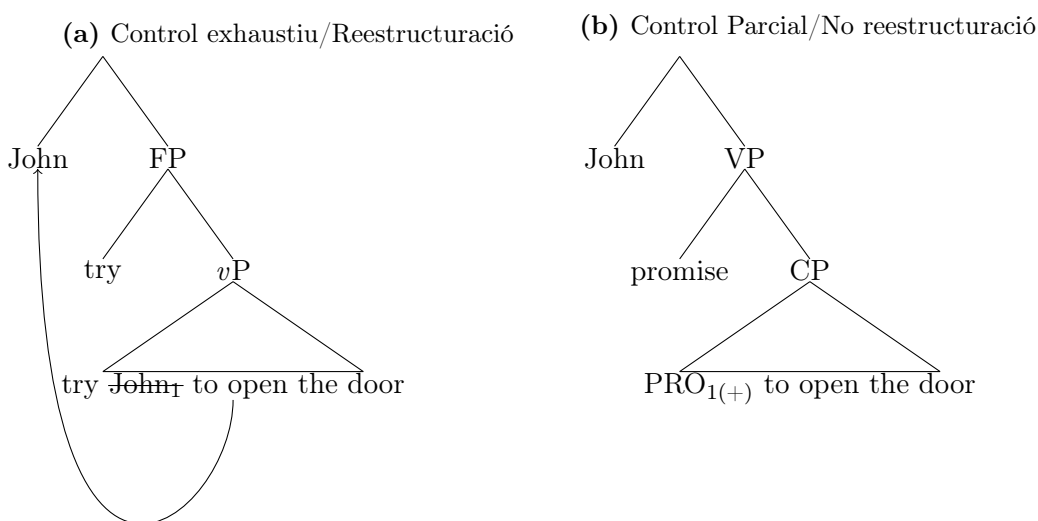 (a) Control exhaustiu/Reestructuració
John FP
try vP
try John₁ to open the door
(b) Control Parcial/No reestructuració
John VP
promise CP
PRO₁₍₊₎ to open the door